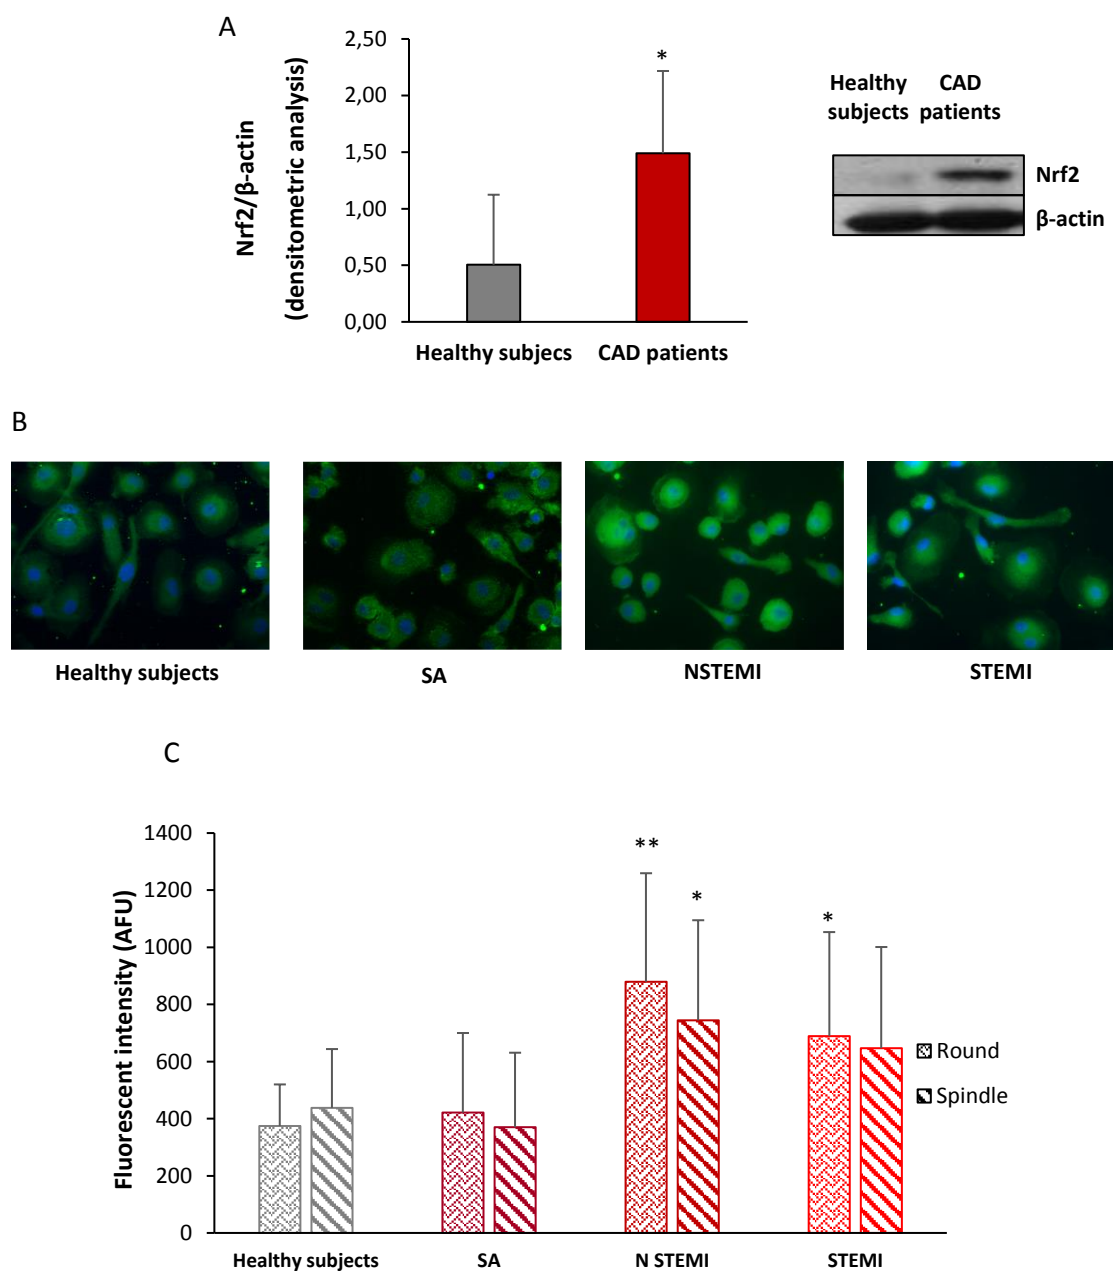 A
2,50
2,00
1,50
1,00
0,50
0,00
Nrf2/β-actin
(densitometric analysis)
*
Healthy subjecs
CAD patients
Healthy subjects
CAD patients
Nrf2
β-actin
B
Healthy subjects
SA
NSTEMI
STEMI
C
1400
1200
1000
800
600
400
200
0
Fluorescent intensity (AFU)
**
*
*
Round
Spindle
Healthy subjects
SA
N STEMI
STEMI